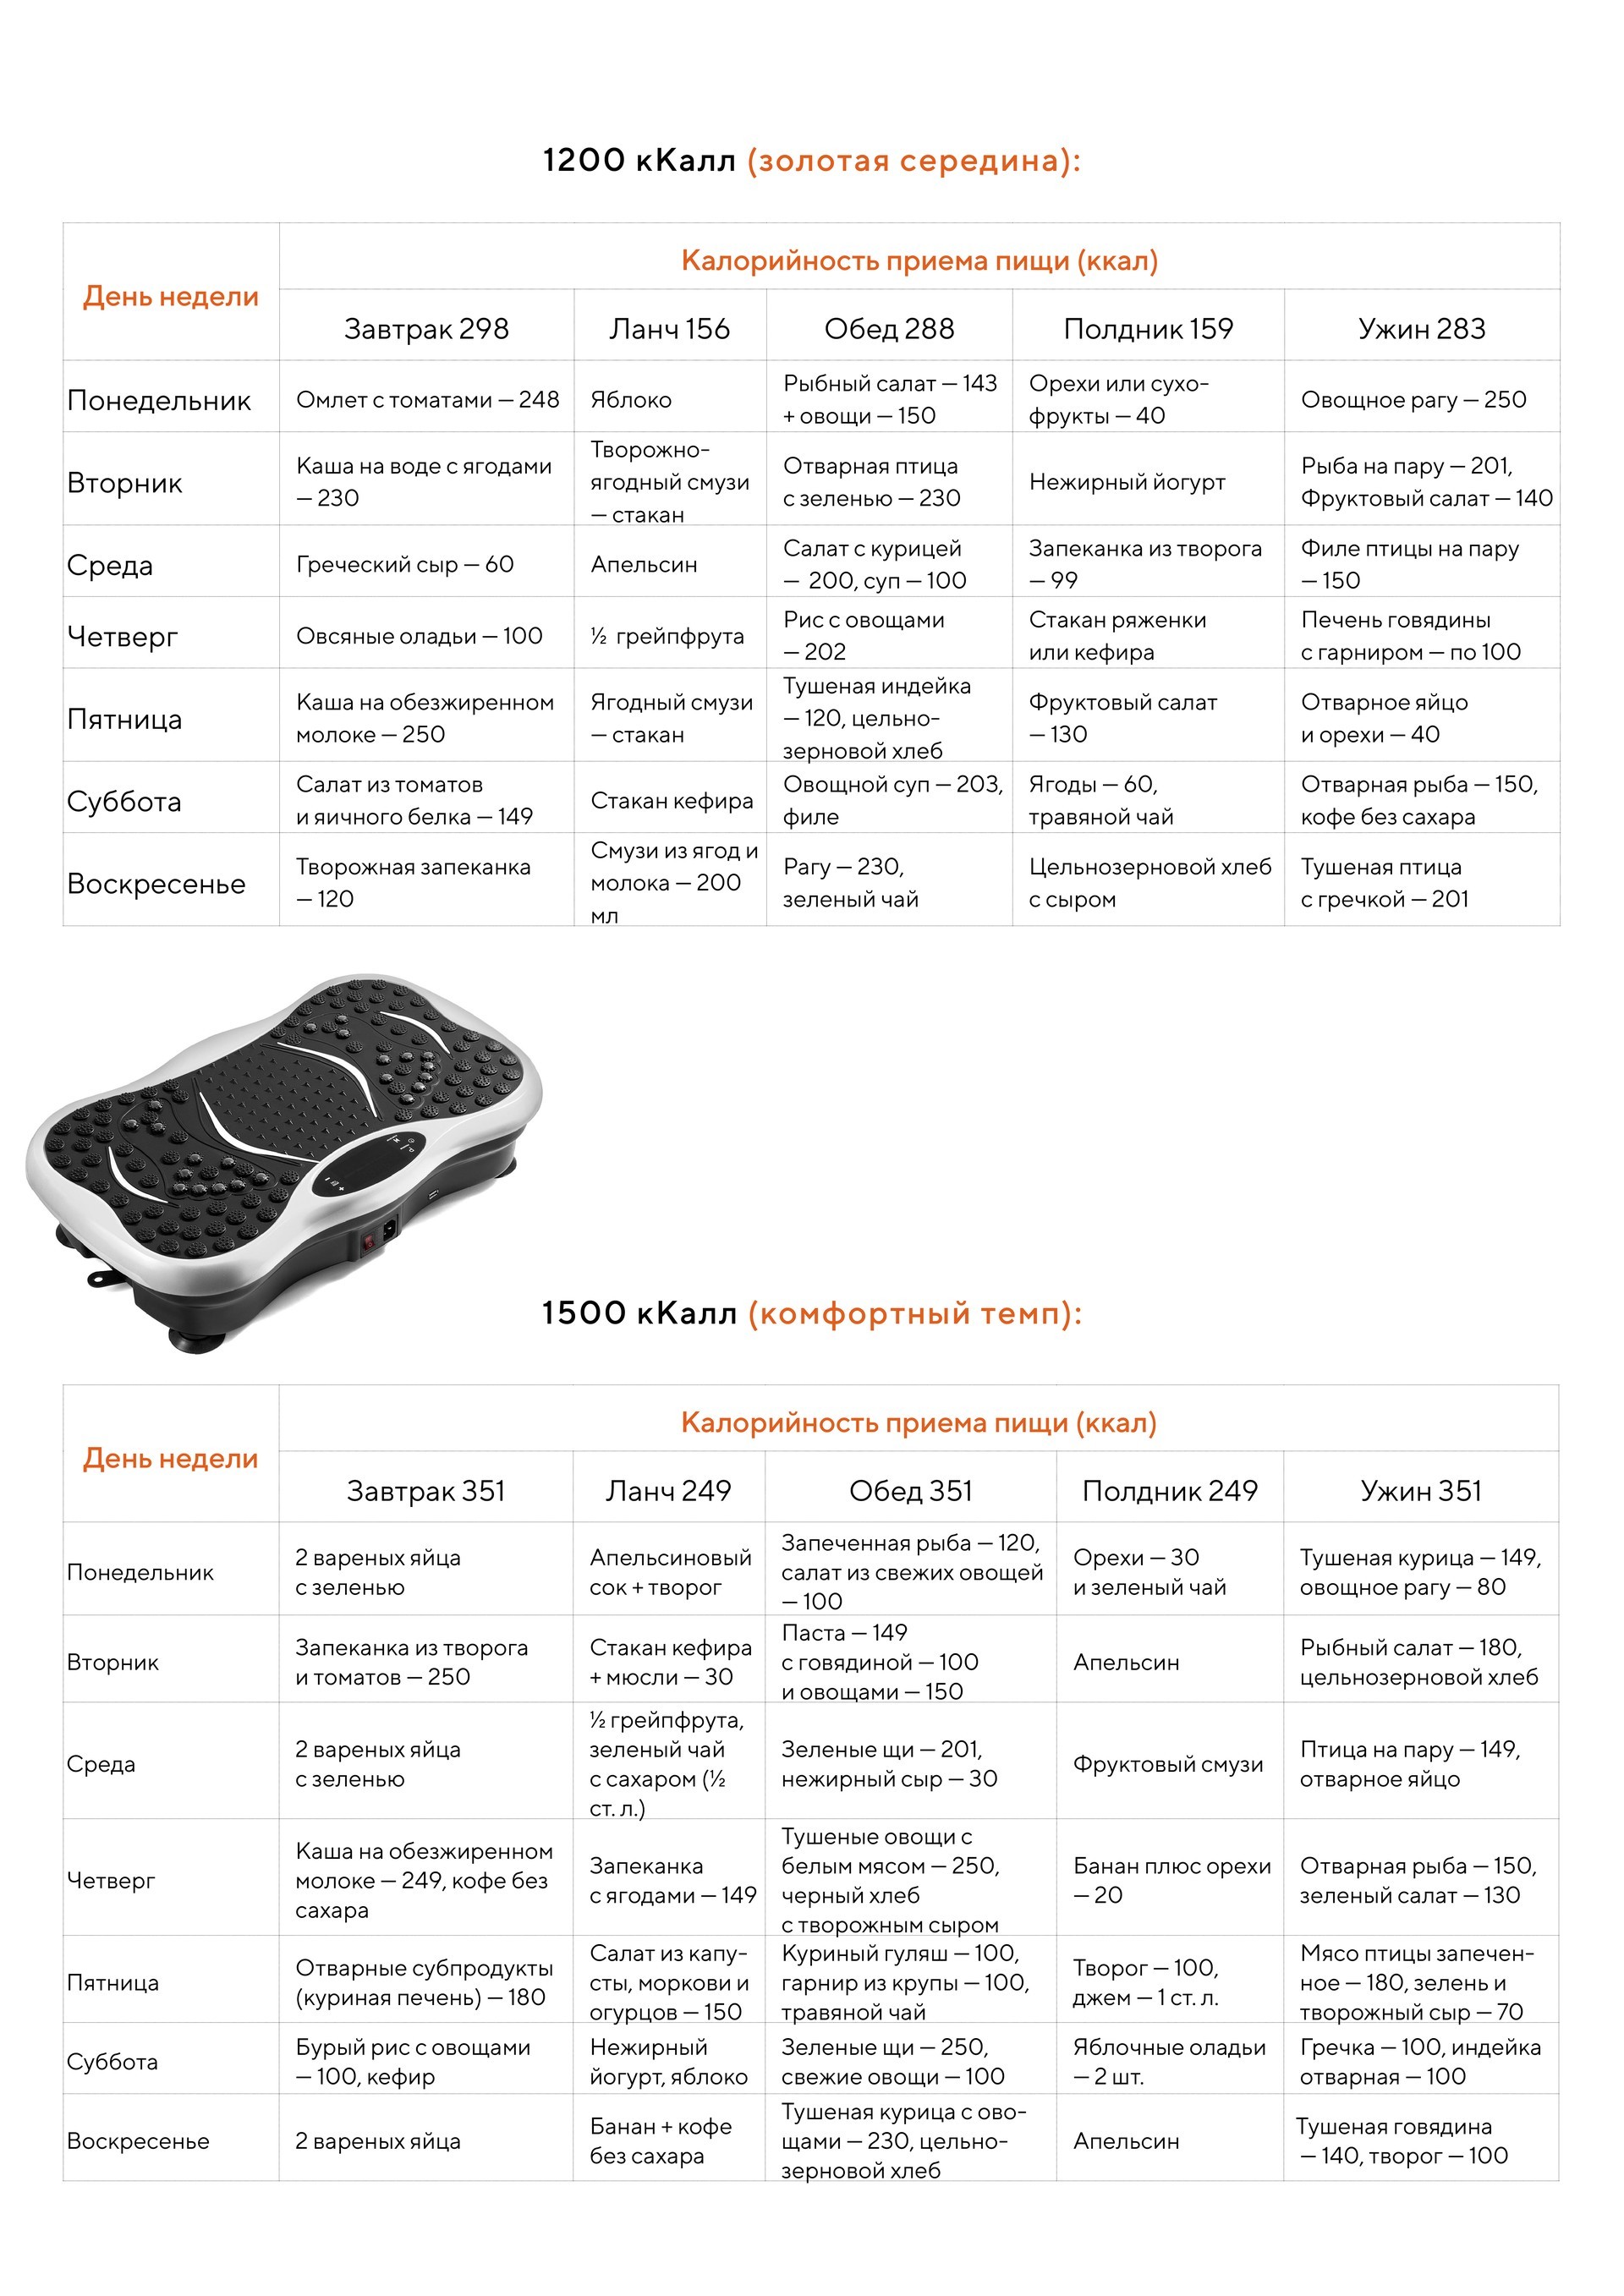 1200 кКалл (золотая середина):
День недели
Калорийность приема пищи (ккал)
Завтрак 298
Ланч 156
Обед 288
Полдник 159
Ужин 283
Понедельник
Омлет с томатами — 248
Яблоко
Рыбный салат — 143
+ овощи — 150
Орехи или сухо-
фрукты — 40
Овощное рагу — 250
Вторник
Каша на воде с ягодами
— 230
Творожно-
ягодный смузи
— стакан
Отварная птица
с зеленью — 230
Нежирный йогурт
Рыба на пару — 201,
Фруктовый салат — 140
Среда
Греческий сыр — 60
Апельсин
Салат с курицей
— 200, суп — 100
Запеканка из творога
— 99
Филе птицы на пару
— 150
Четверг
Овсяные оладьи — 100
½ грейпфрута
Рис с овощами
— 202
Стакан ряженки
или кефира
Печень говядины
с гарниром — по 100
Пятница
Каша на обезжиренном
молоке — 250
Ягодный смузи
— стакан
Тушеная индейка
— 120, цельно-
зерновой хлеб
Фруктовый салат
— 130
Отварное яйцо
и орехи — 40
Суббота
Салат из томатов
и яичного белка — 149
Стакан кефира
Овощной суп — 203,
филе
Ягоды — 60,
травяной чай
Отварная рыба — 150,
кофе без сахара
Воскресенье
Творожная запеканка
— 120
Смузи из ягод и
молока — 200
мл
Рагу — 230,
зеленый чай
Цельнозерновой хлеб
с сыром
Тушеная птица
с гречкой — 201
1500 кКалл (комфортный темп):
День недели
Калорийность приема пищи (ккал)
Завтрак 351
Ланч 249
Обед 351
Полдник 249
Ужин 351
Понедельник
2 вареных яйца
с зеленью
Апельсиновый
сок + творог
Запеченная рыба — 120,
салат из свежих овощей
— 100
Орехи — 30
и зеленый чай
Тушеная курица — 149,
овощное рагу — 80
Вторник
Запеканка из творога
и томатов — 250
Стакан кефира
+ мюсли — 30
Паста — 149
с говядиной — 100
и овощами — 150
Апельсин
Рыбный салат — 180,
цельнозерновой хлеб
Среда
2 вареных яйца
с зеленью
½ грейпфрута,
зеленый чай
с сахаром (½
ст. л.)
Зеленые щи — 201,
нежирный сыр — 30
Фруктовый смузи
Птица на пару — 149,
отварное яйцо
Четверг
Каша на обезжиренном
молоке — 249, кофе без
сахара
Запеканка
с ягодами — 149
Тушеные овощи с
белым мясом — 250,
черный хлеб
с творожным сыром
Банан плюс орехи
— 20
Отварная рыба — 150,
зеленый салат — 130
Пятница
Отварные субпродукты
(куриная печень) — 180
Салат из капу-
сты, моркови и
огурцов — 150
Куриный гуляш — 100,
гарнир из крупы — 100,
травяной чай
Творог — 100,
джем — 1 ст. л.
Мясо птицы запечен-
ное — 180, зелень и
творожный сыр — 70
Суббота
Бурый рис с овощами
— 100, кефир
Нежирный
йогурт, яблоко
Зеленые щи — 250,
свежие овощи — 100
Яблочные оладьи
— 2 шт.
Гречка — 100, индейка
отварная — 100
Воскресенье
2 вареных яйца
Банан + кофе
без сахара
Тушеная курица с ово-
щами — 230, цельно-
зерновой хлеб
Апельсин
Тушеная говядина
— 140, творог — 100